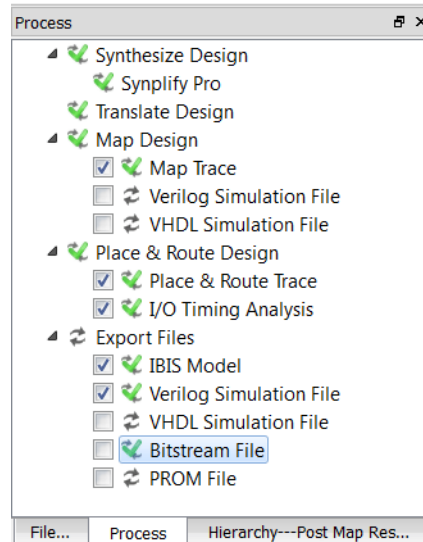 Process
Synthesize Design
Synplify Pro
Translate Design
Map Design
Map Trace
Verilog Simulation File
VHDL Simulation File
Place & Route Design
Place & Route Trace
I/O Timing Analysis
Export Files
IBIS Model
Verilog Simulation File
VHDL Simulation File
Bitstream File
PROM File
File... Process Hierarchy---Post Map Res...